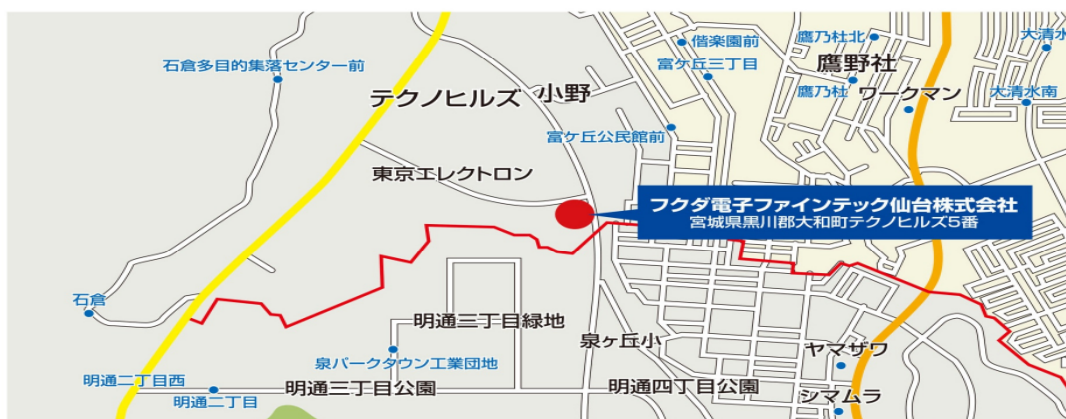 偕楽園前
鷹乃杜北
大清水
石倉多目的集落センター前
富ケ丘三丁目
鷹野社
鷹乃杜
ワークマン
テクノヒルズ
小野
大清水南
富ケ丘公民館前
東京エレクトロン
フクダ電子ファインテック仙台株式会社
宮城県黒川郡大和町テクノヒルズ5番
石倉
明通三丁目緑地
泉ヶ丘小
ヤマザワ
泉パークタウン工業団地
明通二丁目西
明通三丁目公園
明通四丁目公園
明通二丁目
シマムラ